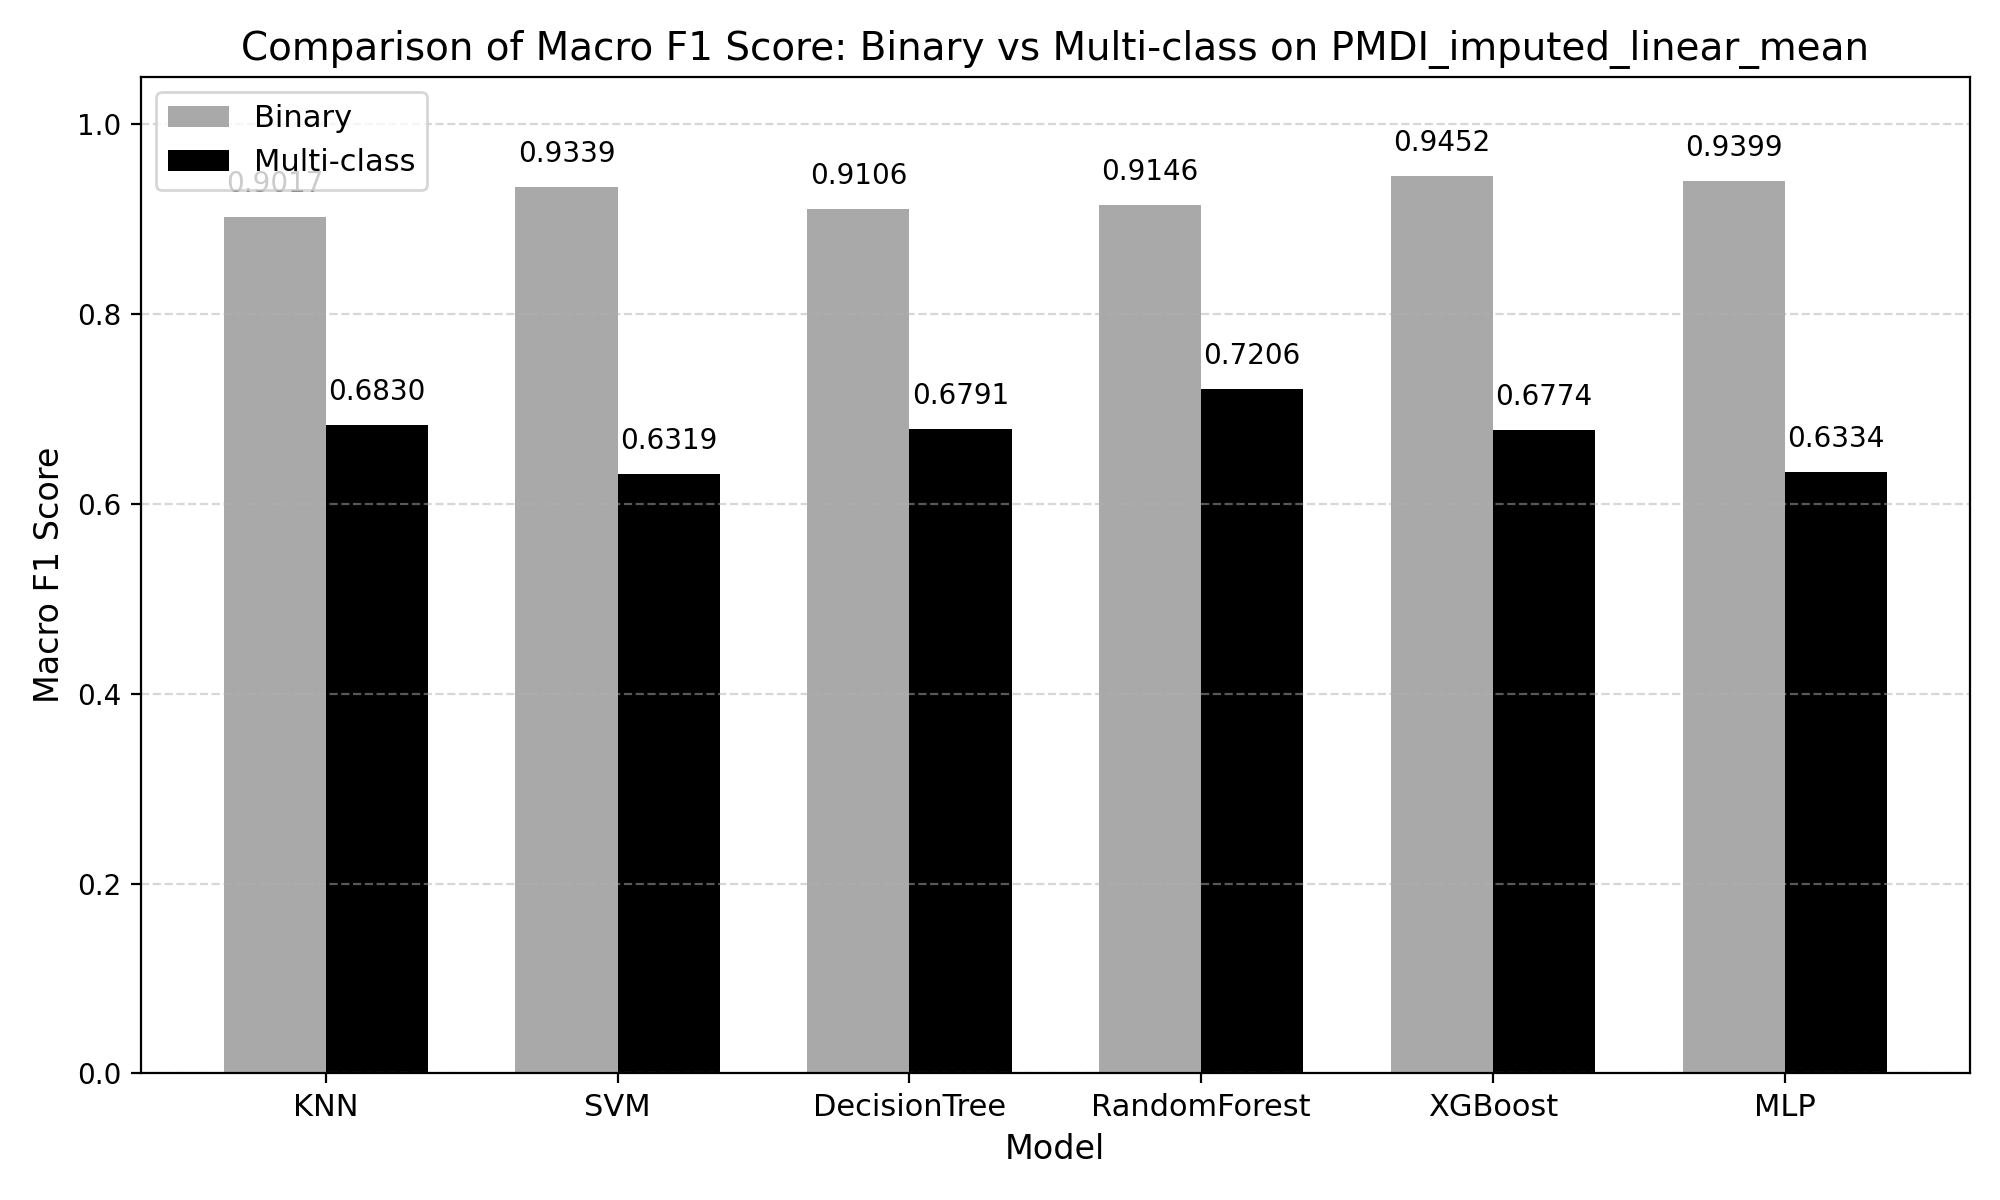 Comparison of Macro F1 Score: Binary vs Multi-class on PMDI_imputed_linear_mean
Binary
Multi-class
0.9017
0.9339
0.9106
0.9146
0.9452
0.9399
0.6830
0.6319
0.6791
0.7206
0.6774
0.6334
1.0
0.8
0.6
0.4
0.2
0.0
Macro F1 Score
KNN
SVM
DecisionTree
RandomForest
XGBoost
MLP
Model